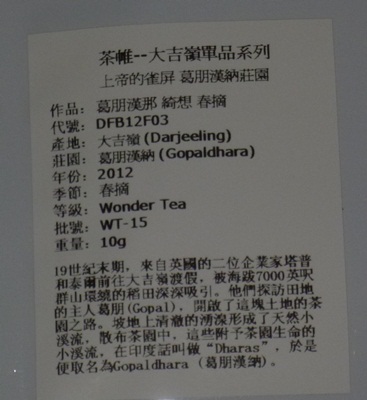 茶帷--大吉嶺單品系列
上帝的雀屏 葛朋漢納莊園
作品: 葛朋漢那 綺想 春摘
代號: DFB12F03
產地: 大吉嶺 (Darjeeling)
莊園: 葛朋漢納 (Gopaldhara)
年份: 2012
季節: 春摘
等級: Wonder Tea
批號: WT-15
重量: 10g
19世紀末期，來自英國的二位企業家塔普
和泰爾前往大吉嶺渡假，被海跋7000英呎
群山環繞的稻田深深吸引。他們探訪田地
的主人葛朋(Gopal)，開啟了這塊土地的茶
園之路。坡地上清澈的湧源形成了天然小
溪流，散布茶園中，這些附予茶園生命的
小溪流，在印度話叫做“Dharas”，於是
便取名為Gopaldhara (葛朋漢納)。